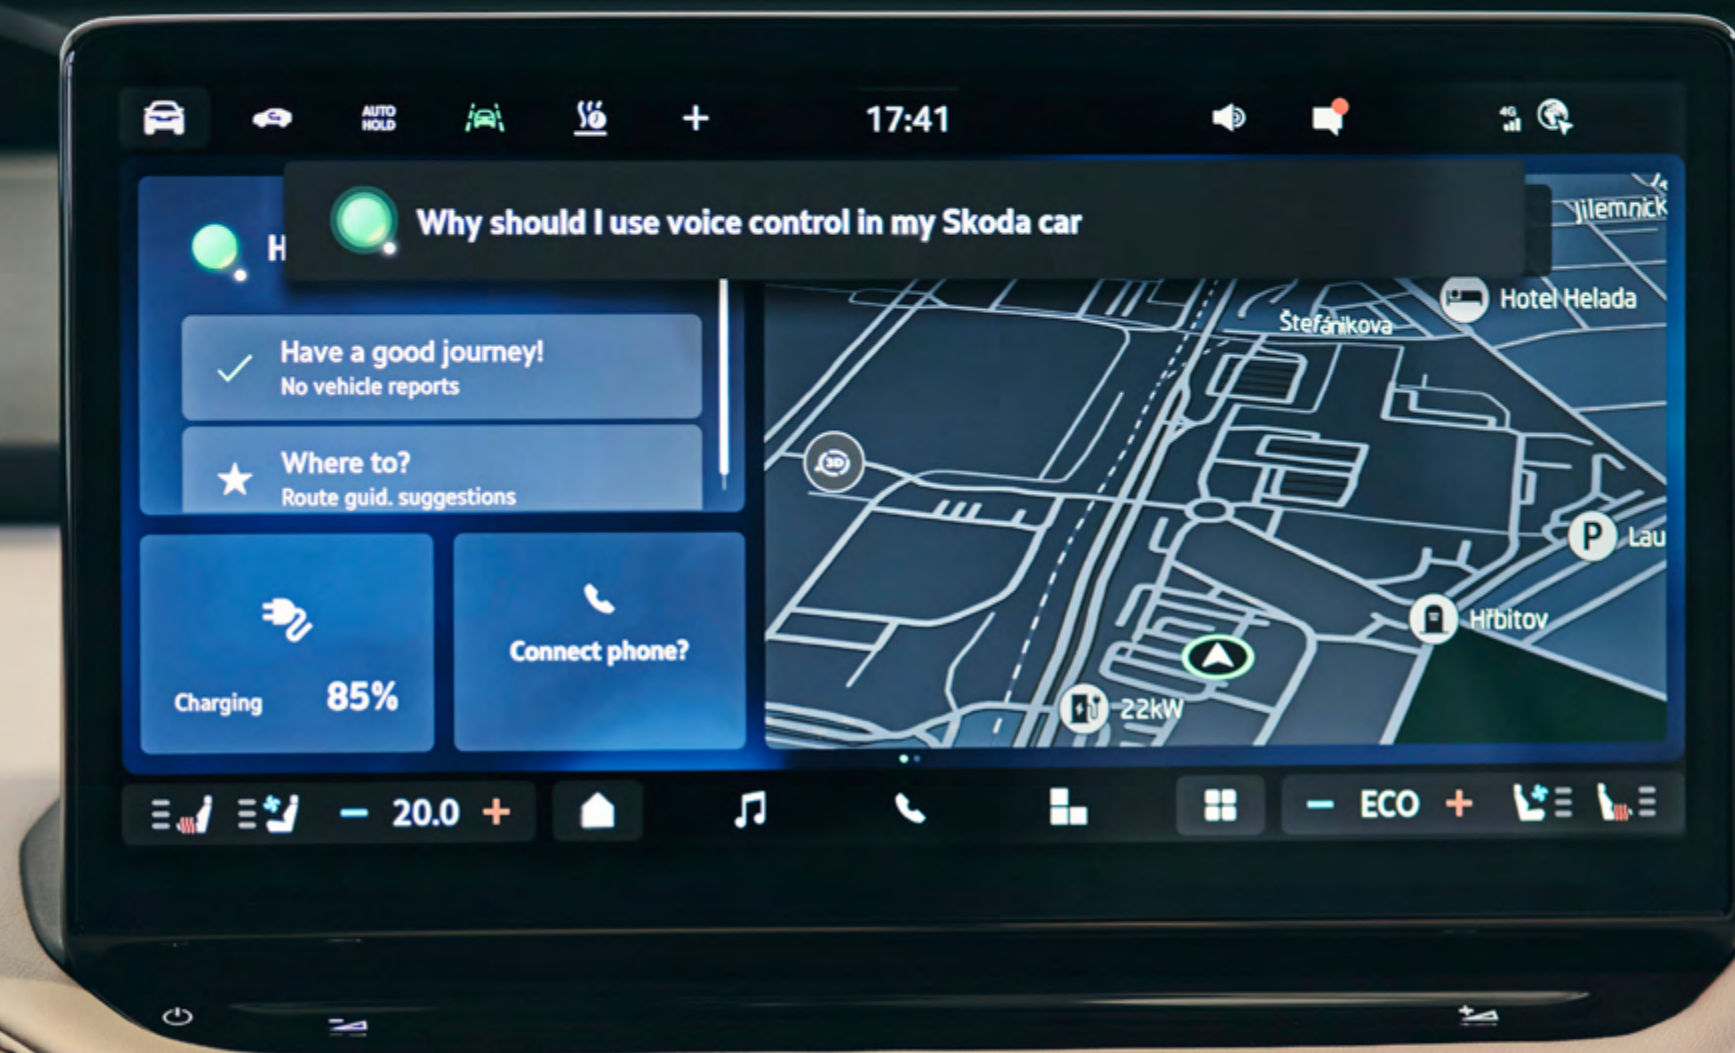 AUTO
HOLD
17:41
4G
Why should I use voice control in my Skoda car
H
Have a good journey!
No vehicle reports
Where to?
Route guid. suggestions
Charging
85%
Connect phone?
Jilemnick
Hotel Helada
Štefánikova
3D
P
Lau
Hřbitov
22kW
20.0
ECO